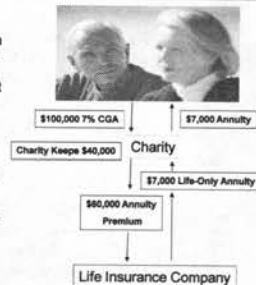 $100,000 7% CGA
$7,000 Annuity
Charity Keeps $40,000
Charity
$7,000 Life-Only Annuity
$60,000 Annuity
Premium
Life Insurance Company